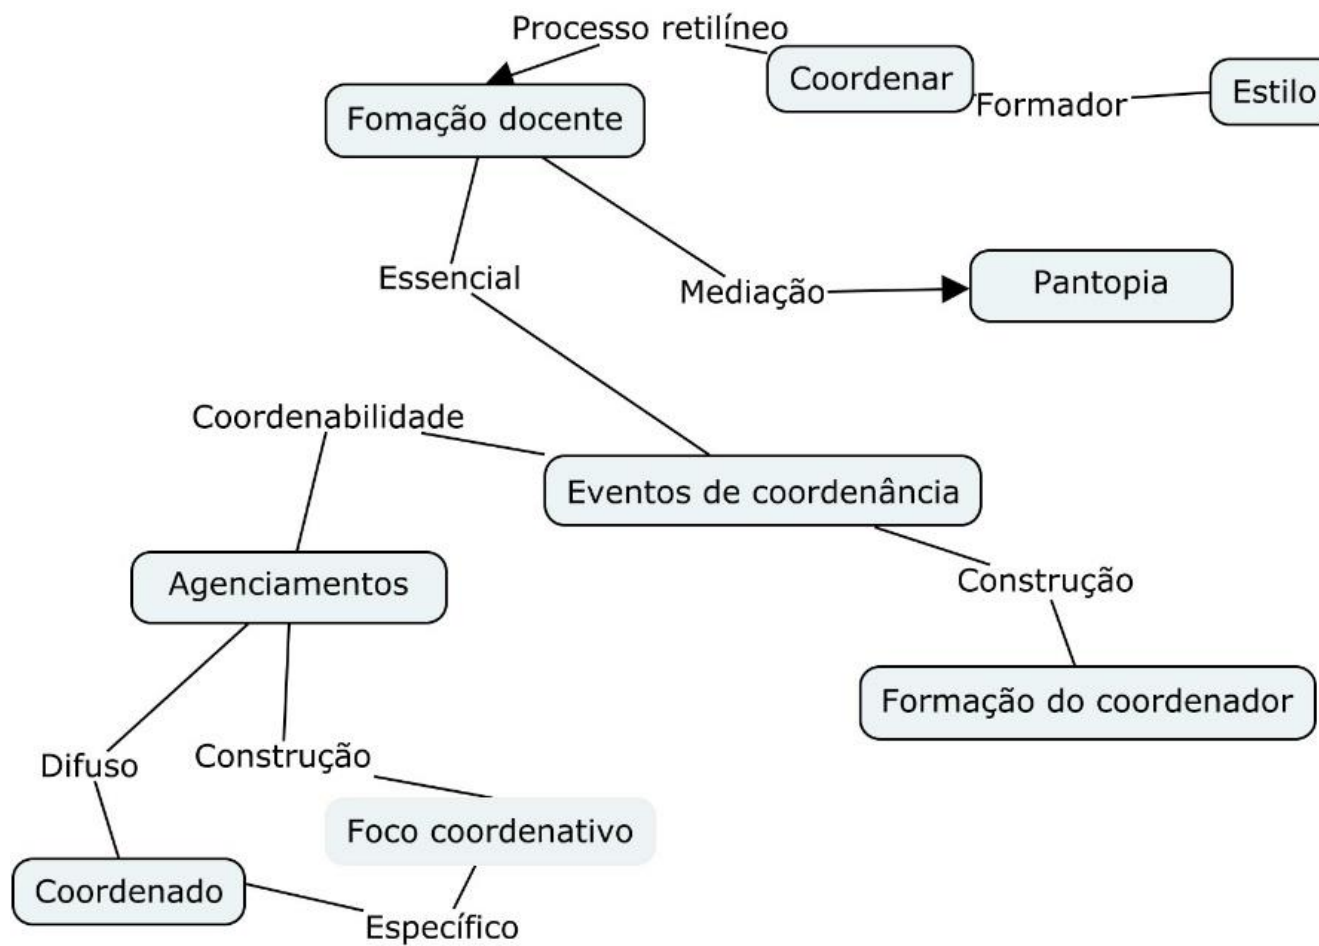 Processo retilíneo
Coordenar
Formador
Estilo
Fomação docente
Essencial
Mediação
Pantopia
Coordenabilidade
Eventos de coordenância
Agenciamentos
Construção
Formação do coordenador
Difuso
Construção
Foco coordenativo
Coordenado
Específico